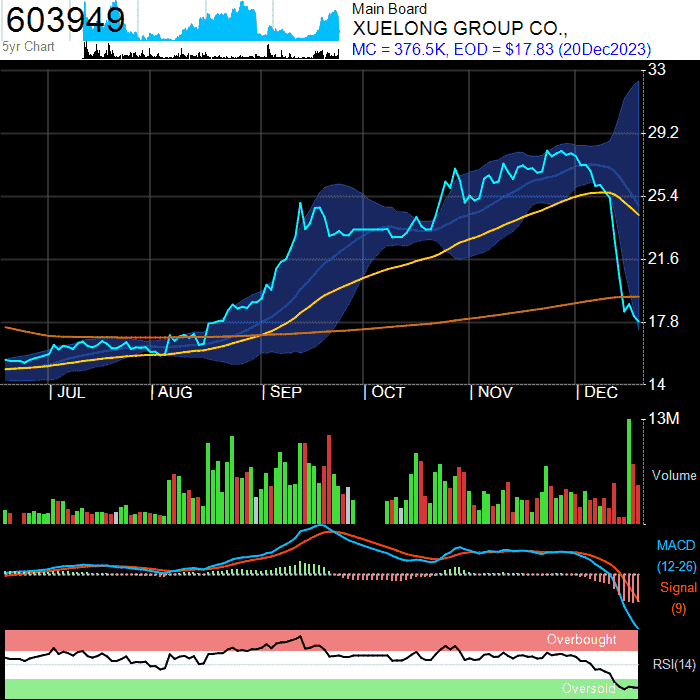 603949
5yr Chart
Main Board
XUELONG GROUP CO.,
MC = 376.5K, EOD = $17.83 (20Dec2023)
33
29.2
25.4
21.6
17.8
14
| JUL | AUG | SEP | OCT | NOV | DEC
13M
Volume
MACD
(12-26)
Signal
(9)
Overbought
RSI(14)
Oversold